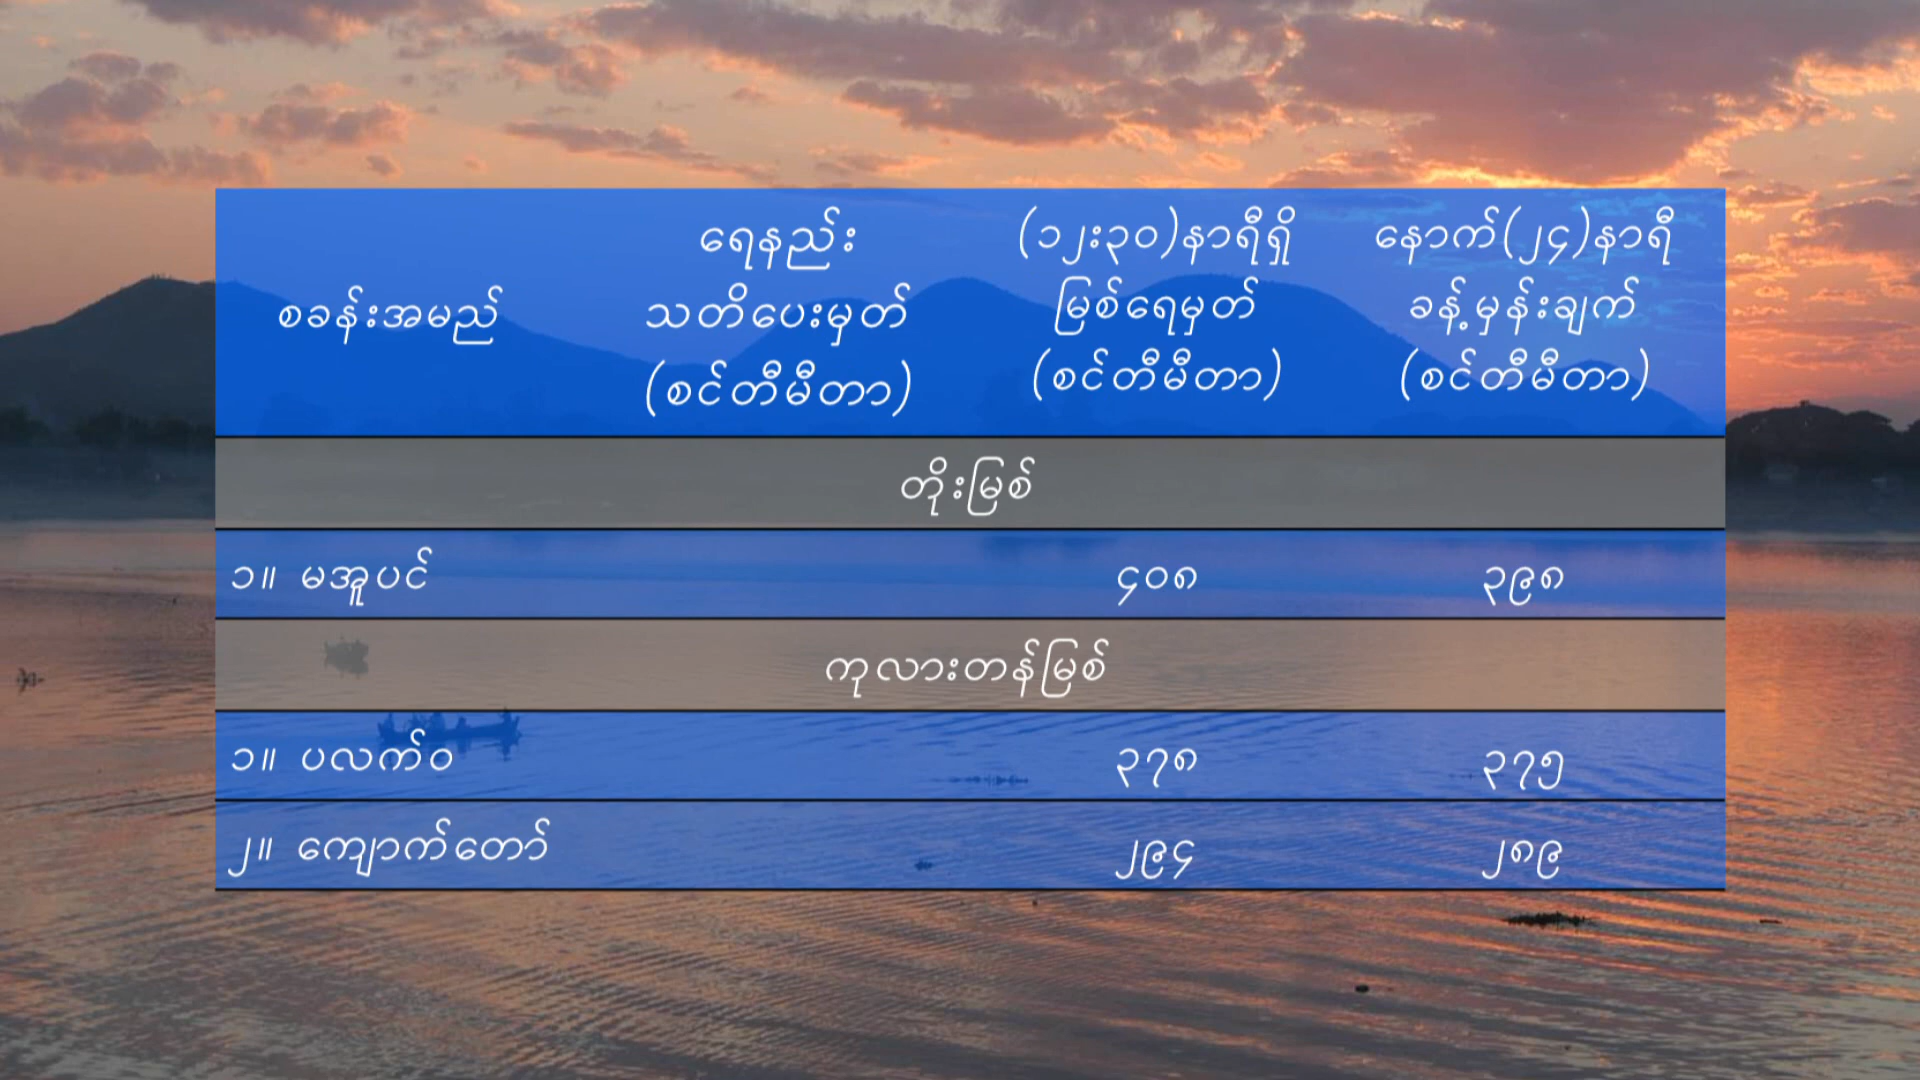 စခန်းအမည်
ရေနည်း
သတိပေးမှတ်
(စင်တီမီတာ)
(၁၂း၃၀)နာရီရှိ
မြစ်ရေမှတ်
(စင်တီမီတာ)
နောက်(၂၄)နာရီ
ခန့်မှန်းချက်
(စင်တီမီတာ)
တိုးမြစ်
၁။ မအူပင် ၄၀၈ ၃၉၈
ကုလားတန်မြစ်
၁။ ပလက်ဝ ၃၇၈ ၃၇၅
၂။ ကျောက်တော် ၂၉၄ ၂၈၉